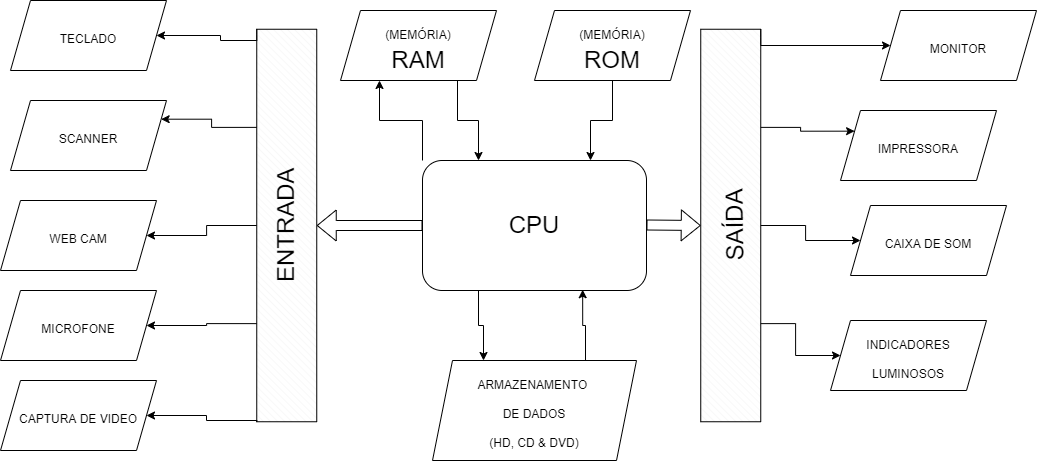 TECLADO
SCANNER
WEB CAM
MICROFONE
CAPTURA DE VIDEO
ENTRADA
(MEMÓRIA)
RAM
(MEMÓRIA)
ROM
CPU
ARMAZENAMENTO
DE DADOS
(HD, CD & DVD)
SAÍDA
MONITOR
IMPRESSORA
CAIXA DE SOM
INDICADORES
LUMINOSOS